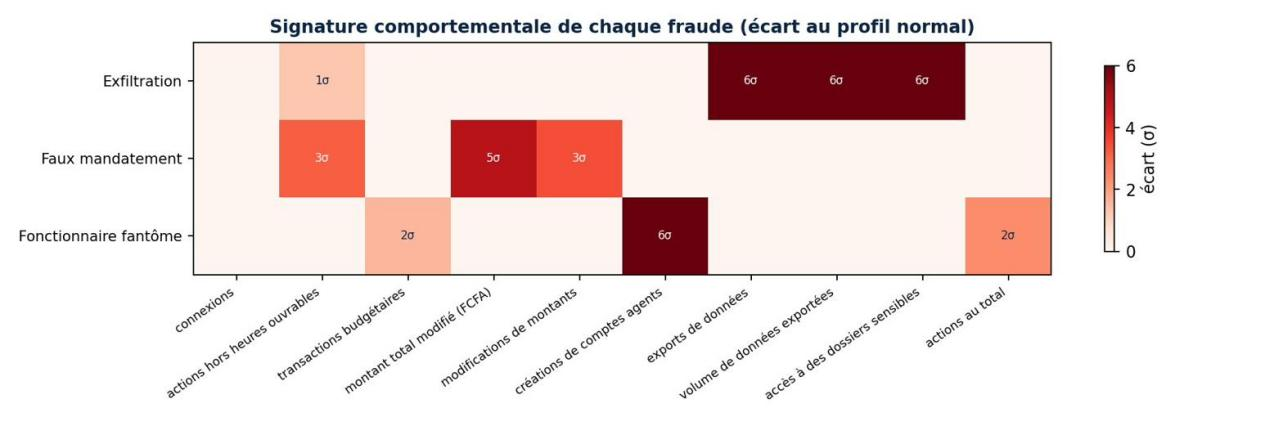 Signature comportementale de chaque fraude (écart au profil normal)
Exfiltration
1σ
6σ
6σ
6σ
Faux mandatement
3σ
5σ
3σ
Fonctionnaire fantôme
2σ
6σ
2σ
connexions
actions hors heures ouvrables
transactions budgétaires
montant total modifié (FCFA)
modifications de montants
créations de comptes agents
exports de données
volume de données exportées
accès à des dossiers sensibles
actions au total
6
4
2
0
écart (σ)